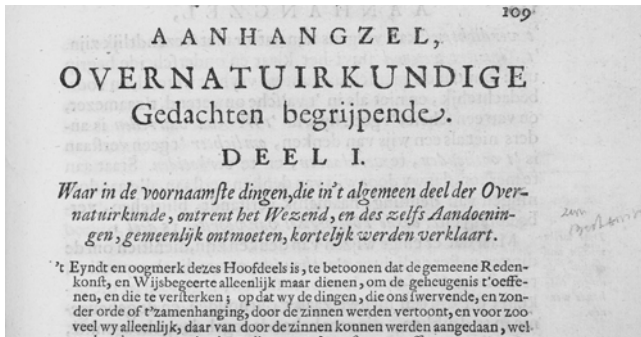 109
AANHANGZEL,
OVERNATUIRKUNDIGE
Gedachten begrijpende.
DEEL I.
Waar in de voornaamſte dingen, die in't algemeen deel der Over-
natuirkunde, ontrent het Wezend, en des zelfs Aandoenin-
gen, gemeenlijk ontmoeten, kortelijk werden verklaart.
't Eyndt en oogmerk dezes Hoofdeels is, te betoonen dat de gemeene Reden-
konſt, en Wijsbegeerte alleenlijk maar dienen, om de geheugenis t'oeffe-
nen, en die te verſterken; op dat wy de dingen, die ons ſwervende, en zon-
der orde of t'zamenhanging, door de zinnen werden vertoont, en voor zoo
veel wy alleenlijk, daar van door de zinnen konnen werden aangedaan, wel